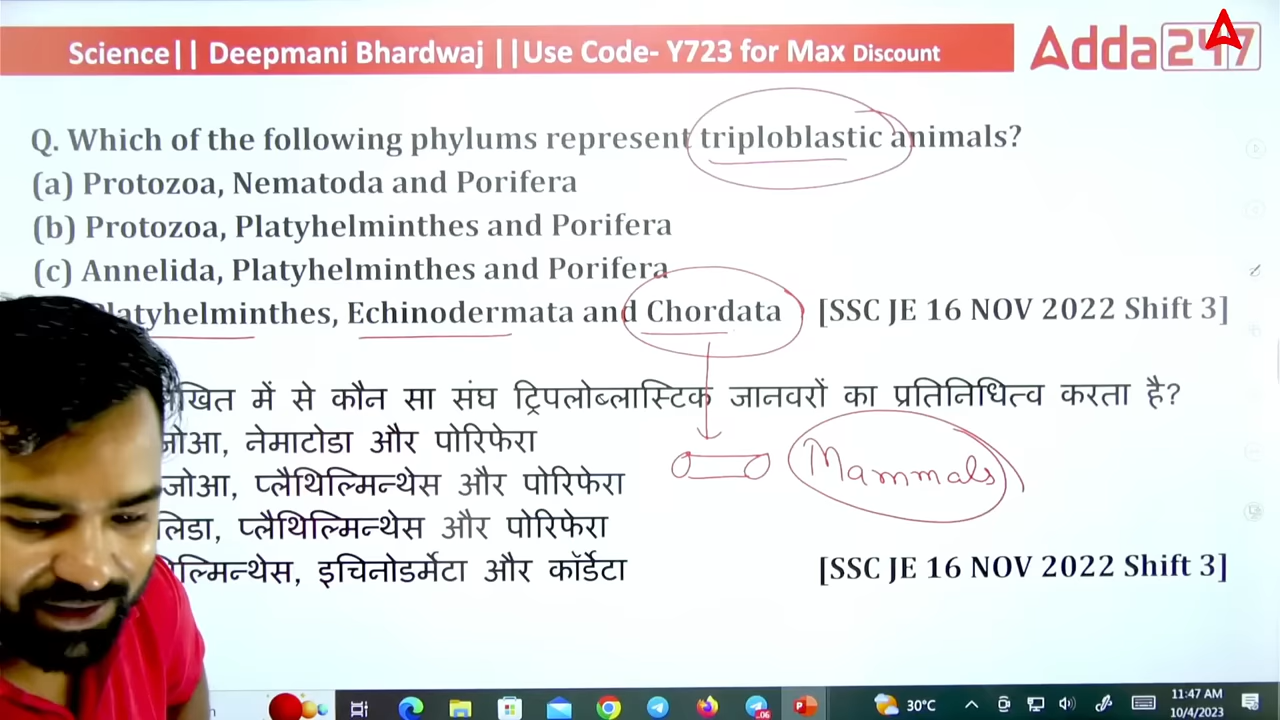 Science|| Deepmani Bhardwaj ||Use Code- Y723 for Max Discount
Adda 247
Q. Which of the following phylums represent triploblastic animals?
(a) Protozoa, Nematoda and Porifera
(b) Protozoa, Platyhelminthes and Porifera
(c) Annelida, Platyhelminthes and Porifera
Platyhelminthes, Echinodermata and Chordata [SSC JE 16 NOV 2022 Shift 3]
में से कौन सा संघ ट्रिपलोब्लास्टिक जानवरों का प्रतिनिधित्व करता है?
नेमाटोडा और पोरिफेरा
Mammals
प्लैथिल्मिन्थेस और पोरिफेरा
प्लैथिल्मिन्थेस और पोरिफेरा
इचिनोडर्मेटा और कॉर्डेटा [SSC JE 16 NOV 2022 Shift 3]
30°C
11:47 AM
10/4/2023